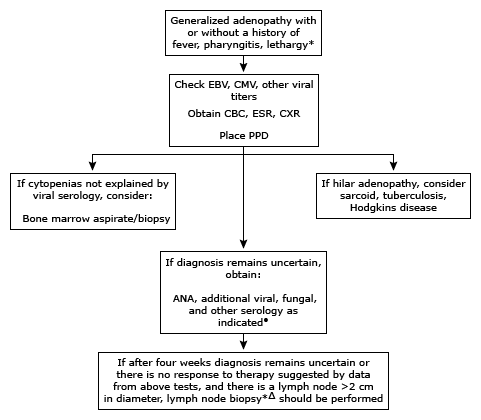 Generalized adenopathy with
or without a history of
fever, pharyngitis, lethargy*
Check EBV, CMV, other viral
titers
Obtain CBC, ESR, CXR
Place PPD
If cytopenias not explained by
viral serology, consider:
Bone marrow aspirate/biopsy
If hilar adenopathy, consider
sarcoid, tuberculosis,
Hodgkins disease
If diagnosis remains uncertain,
obtain:
ANA, additional viral, fungal,
and other serology as
indicated•
If after four weeks diagnosis remains uncertain or
there is no response to therapy suggested by data
from above tests, and there is a lymph node >2 cm
in diameter, lymph node biopsy*Δ should be performed